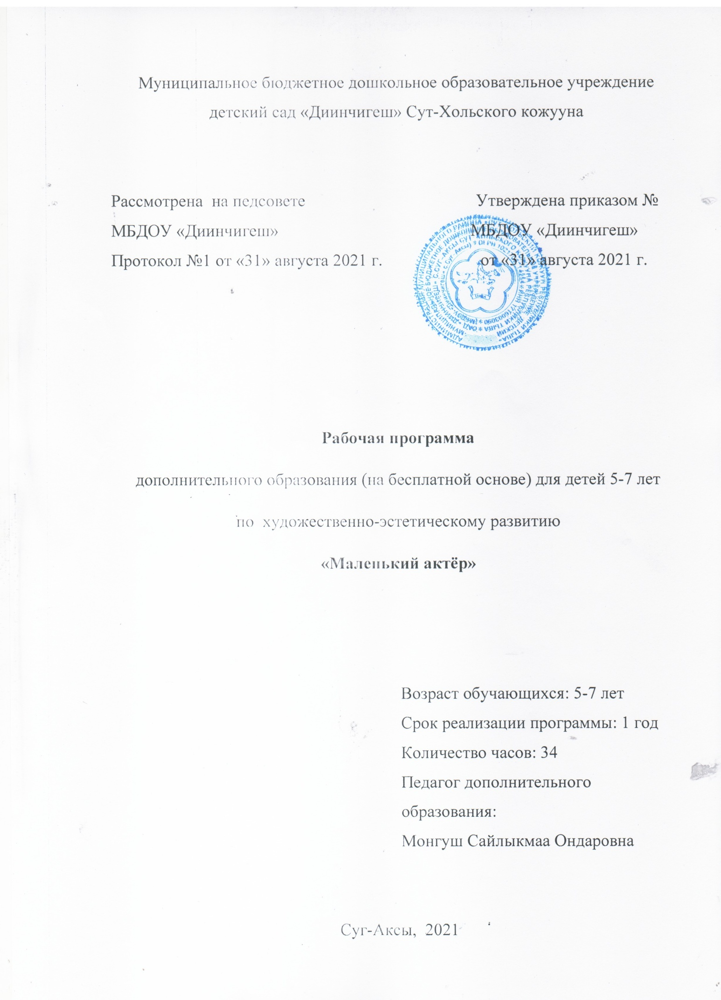 Муниципальное бюджетное дошкольное образовательное учреждение
детский сад «Диинчигеш» Сут-Хольского кожууна
Рассмотрена на педсовете
Утверждена приказом №
МБДОУ «Диинчигеш»
МБДОУ «Диинчигеш»
Протокол №1 от «31» августа 2021 г.
от «31» августа 2021 г.
Рабочая программа
дополнительного образования (на бесплатной основе) для детей 5-7 лет
по художественно-эстетическому развитию
«Маленький актёр»
Возраст обучающихся: 5-7 лет
Срок реализации программы: 1 год
Количество часов: 34
Педагог дополнительного
образования:
Монгуш Сайлыкмаа Ондаровна
Суг-Аксы, 2021